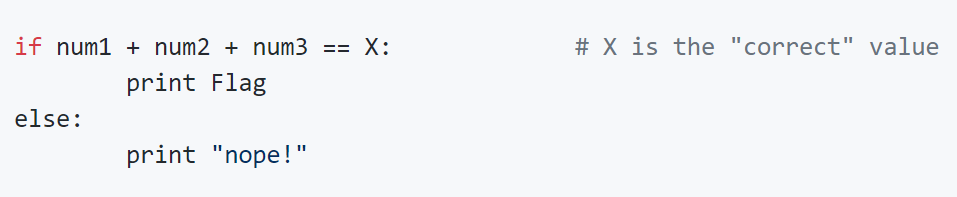 if num1 + num2 + num3 == X:                  # X is the "correct" value
        print Flag
else:
        print "nope!"